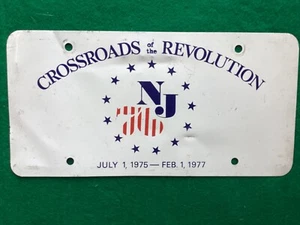 CROSSROADS of the REVOLUTION
NJ
76
JULY 1, 1975 — FEB. 1, 1977